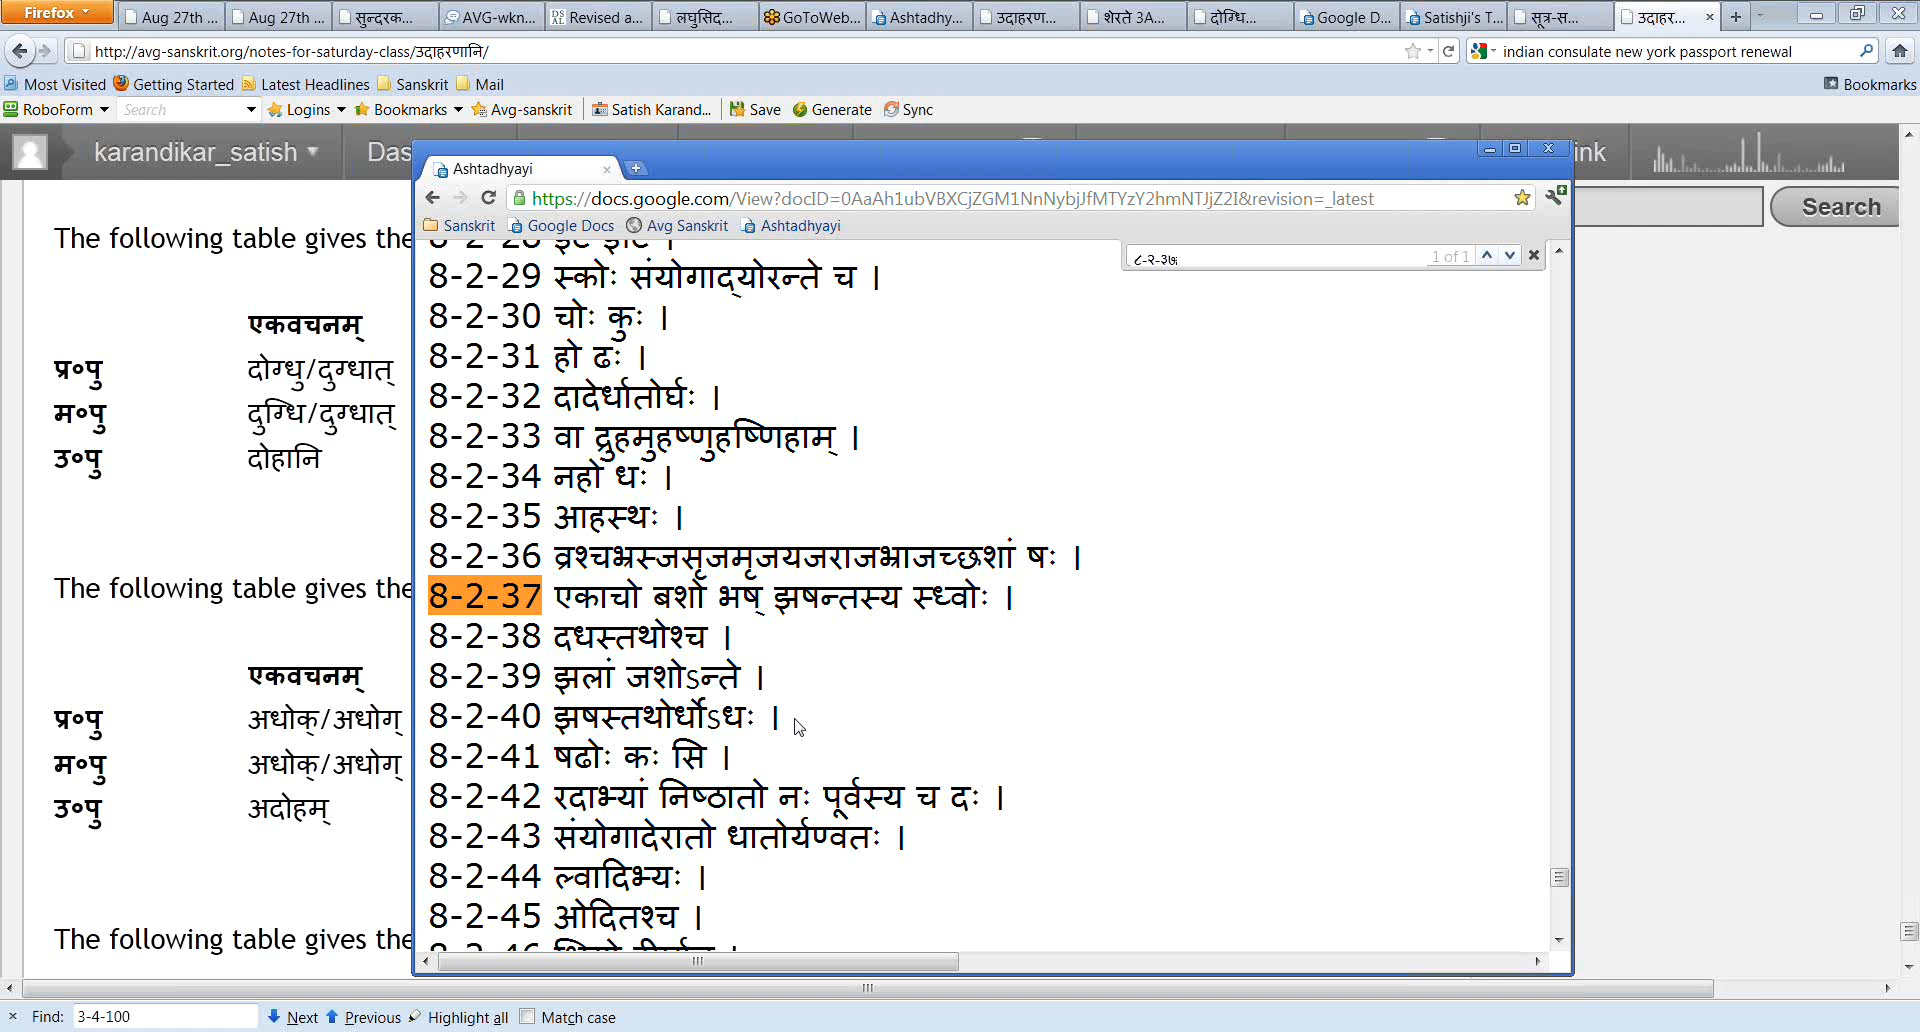 Firefox
Aug 27th ...
Aug 27th ...
सुन्दरक...
AVG-wkn...
Revised a...
लघुसिद्...
GoToWeb...
Ashtadhy...
उदाहरण...
शेरते 3A...
दोग्धि...
Google D...
Satishji's T...
सूत्र-स...
उदाहर...
http://avg-sanskrit.org/notes-for-saturday-class/उदाहरणानि/
indian consulate new york passport renewal
Most Visited
Getting Started
Latest Headlines
Sanskrit
Mail
Bookmarks
RoboForm
Search
Logins
Bookmarks
Avg-sanskrit
Satish Karand...
Save
Generate
Sync
karandikar_satish
Das
ink
Search
Ashtadhyayi
https://docs.google.com/View?docID=0AaAh1ubVBXCjZGM1NnNybjJfMTYzY2hmNTJjZ2I&revision=_latest
Sanskrit
Google Docs
Avg Sanskrit
Ashtadhyayi
८-२-३७
1 of 1
8-2-28 इट ईटि ।
8-2-29 स्कोः संयोगाद्योरन्ते च ।
8-2-30 चोः कुः ।
8-2-31 हो ढः ।
8-2-32 दादेर्धातोर्घः ।
8-2-33 वा द्रुहमुहष्णुहष्णिहाम् ।
8-2-34 नहो धः ।
8-2-35 आहस्थः ।
8-2-36 व्रश्चभ्रस्जसृजमृजयजराजभ्राजच्छशां षः ।
8-2-37 एकाचो बशो भष् झषन्तस्य स्ध्वोः ।
8-2-38 दधस्तथोश्च ।
8-2-39 झलां जशोऽन्ते ।
8-2-40 झषस्तथोर्धोऽधः ।
8-2-41 षढोः कः सि ।
8-2-42 रदाभ्यां निष्ठातो नः पूर्वस्य च दः ।
8-2-43 संयोगादेरातो धातोर्यण्वतः ।
8-2-44 ल्वादिभ्यः ।
8-2-45 ओदितश्च ।
The following table gives the
एकवचनम्
प्र॰पु दोग्धु/दुग्धात्
म॰पु दुग्धि/दुग्धात्
उ॰पु दोहानि
The following table gives the
एकवचनम्
प्र॰पु अधोक्/अधोग्
म॰पु अधोक्/अधोग्
उ॰पु अदोहम्
The following table gives the
Find: 3-4-100 Next Previous Highlight all Match case